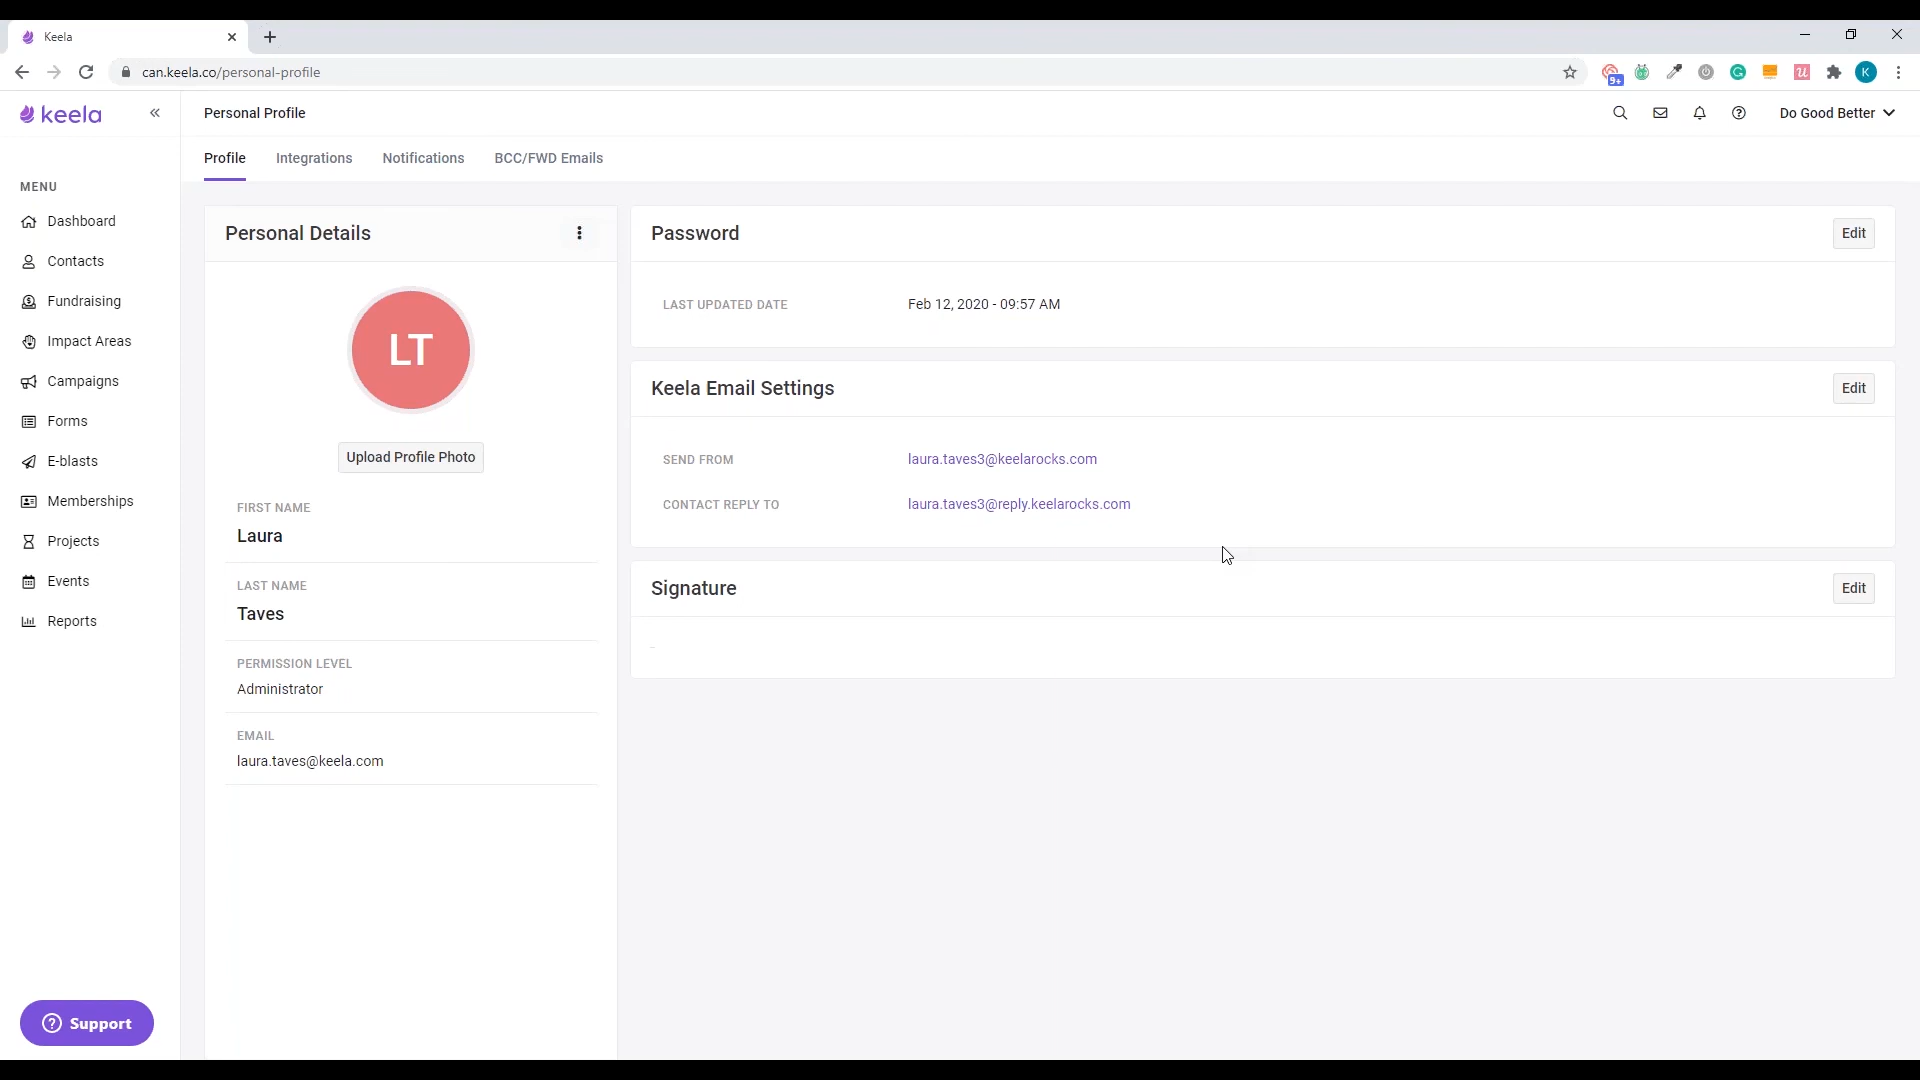 Keela
can.keela.co/personal-profile
9+
K
keela
Personal Profile
Do Good Better
Profile
Integrations
Notifications
BCC/FWD Emails
MENU
Dashboard
Contacts
Fundraising
Impact Areas
Campaigns
Forms
E-blasts
Memberships
Projects
Events
Reports
Support
Personal Details
LT
Upload Profile Photo
FIRST NAME
Laura
LAST NAME
Taves
PERMISSION LEVEL
Administrator
EMAIL
laura.taves@keela.com
Password
Edit
LAST UPDATED DATE
Feb 12, 2020 - 09:57 AM
Keela Email Settings
Edit
SEND FROM
laura.taves3@keelarocks.com
CONTACT REPLY TO
laura.taves3@reply.keelarocks.com
Signature
Edit
-